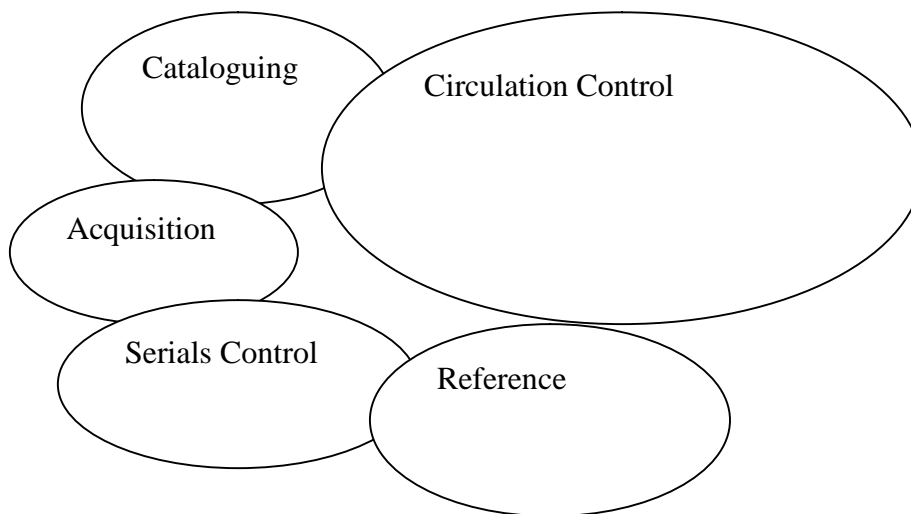 Cataloguing
Circulation Control
Acquisition
Serials Control
Reference